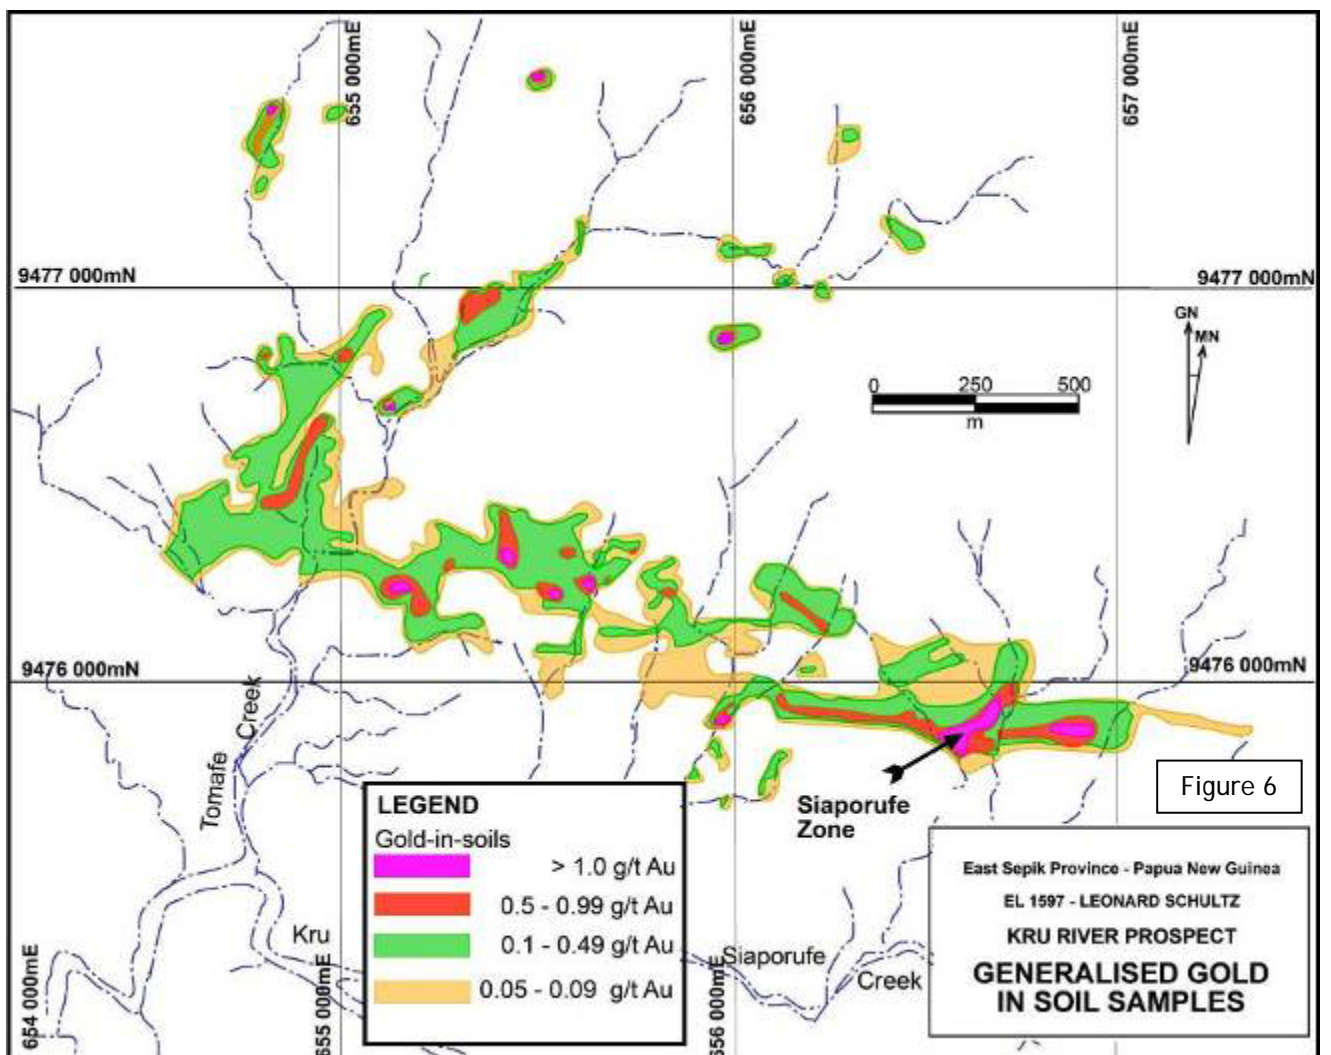 655 000mE
656 000mE
657 000mE
9477 000mN
9477 000mN
GN
MN
0 250 500
m
9476 000mN
9476 000mN
Tomafe Creek
Siaporufe
Zone
Figure 6
LEGEND
Gold-in-soils
> 1.0 g/t Au
0.5 - 0.99 g/t Au
0.1 - 0.49 g/t Au
0.05 - 0.09 g/t Au
Kru
Siaporufe
Creek
654 000mE
655 000mE
656 000mE
East Sepik Province - Papua New Guinea
EL 1597 - LEONARD SCHULTZ
KRU RIVER PROSPECT
GENERALISED GOLD
IN SOIL SAMPLES